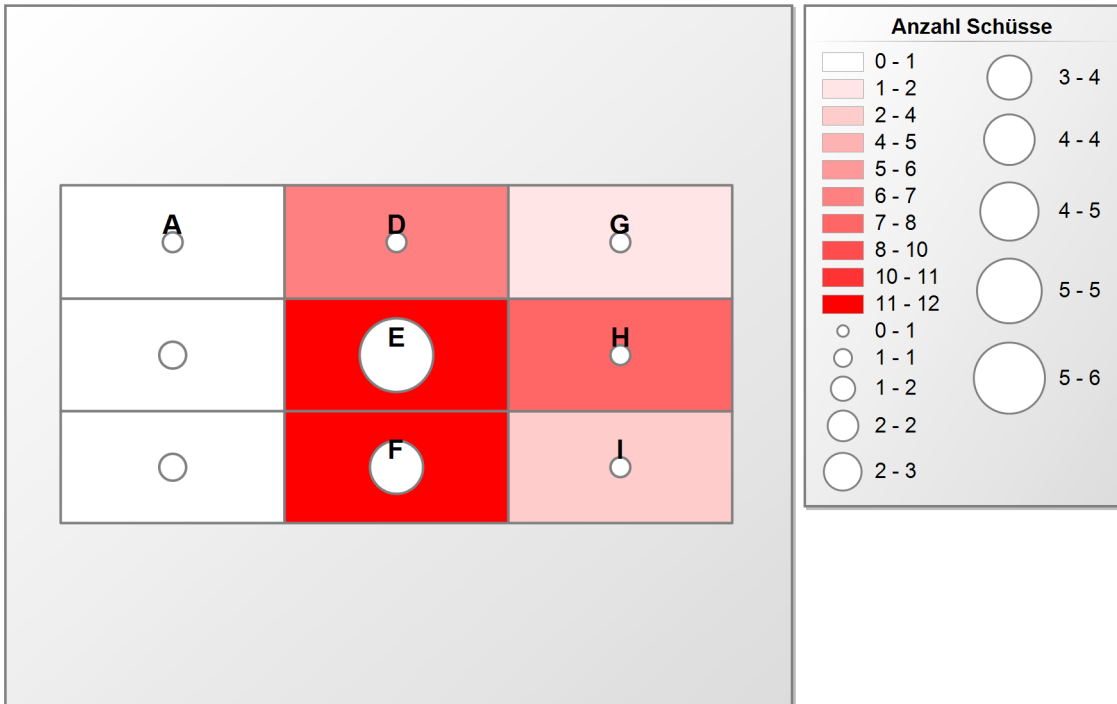 A
D
G
E
H
F
I
Anzahl Schüsse
0 - 1
1 - 2
2 - 4
4 - 5
5 - 6
6 - 7
7 - 8
8 - 10
10 - 11
11 - 12
0 - 1
1 - 1
1 - 2
2 - 2
2 - 3
3 - 4
4 - 4
4 - 5
5 - 5
5 - 6